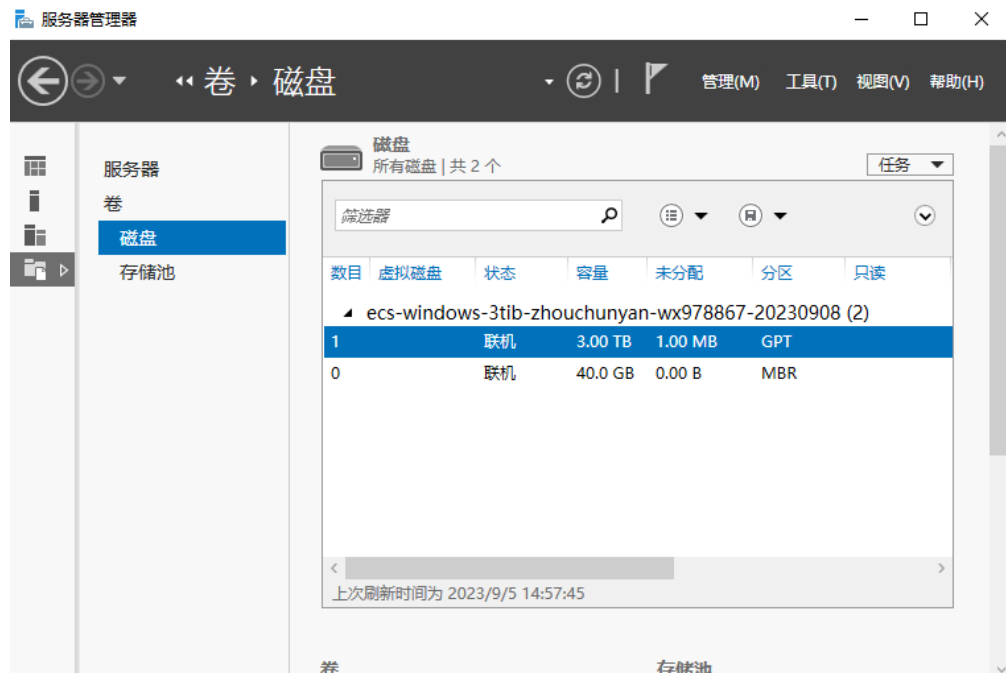 服务器管理器
卷 磁盘
管理(M) 工具(T) 视图(V) 帮助(H)
服务器
卷
磁盘
存储池
磁盘
所有磁盘 | 共 2 个
任务
筛选器
数目 虚拟磁盘 状态 容量 未分配 分区 只读
ecs-windows-3tib-zhouchunyan-wx978867-20230908 (2)
1 联机 3.00 TB 1.00 MB GPT
0 联机 40.0 GB 0.00 B MBR
上次刷新时间为 2023/9/5 14:57:45
卷 存储池